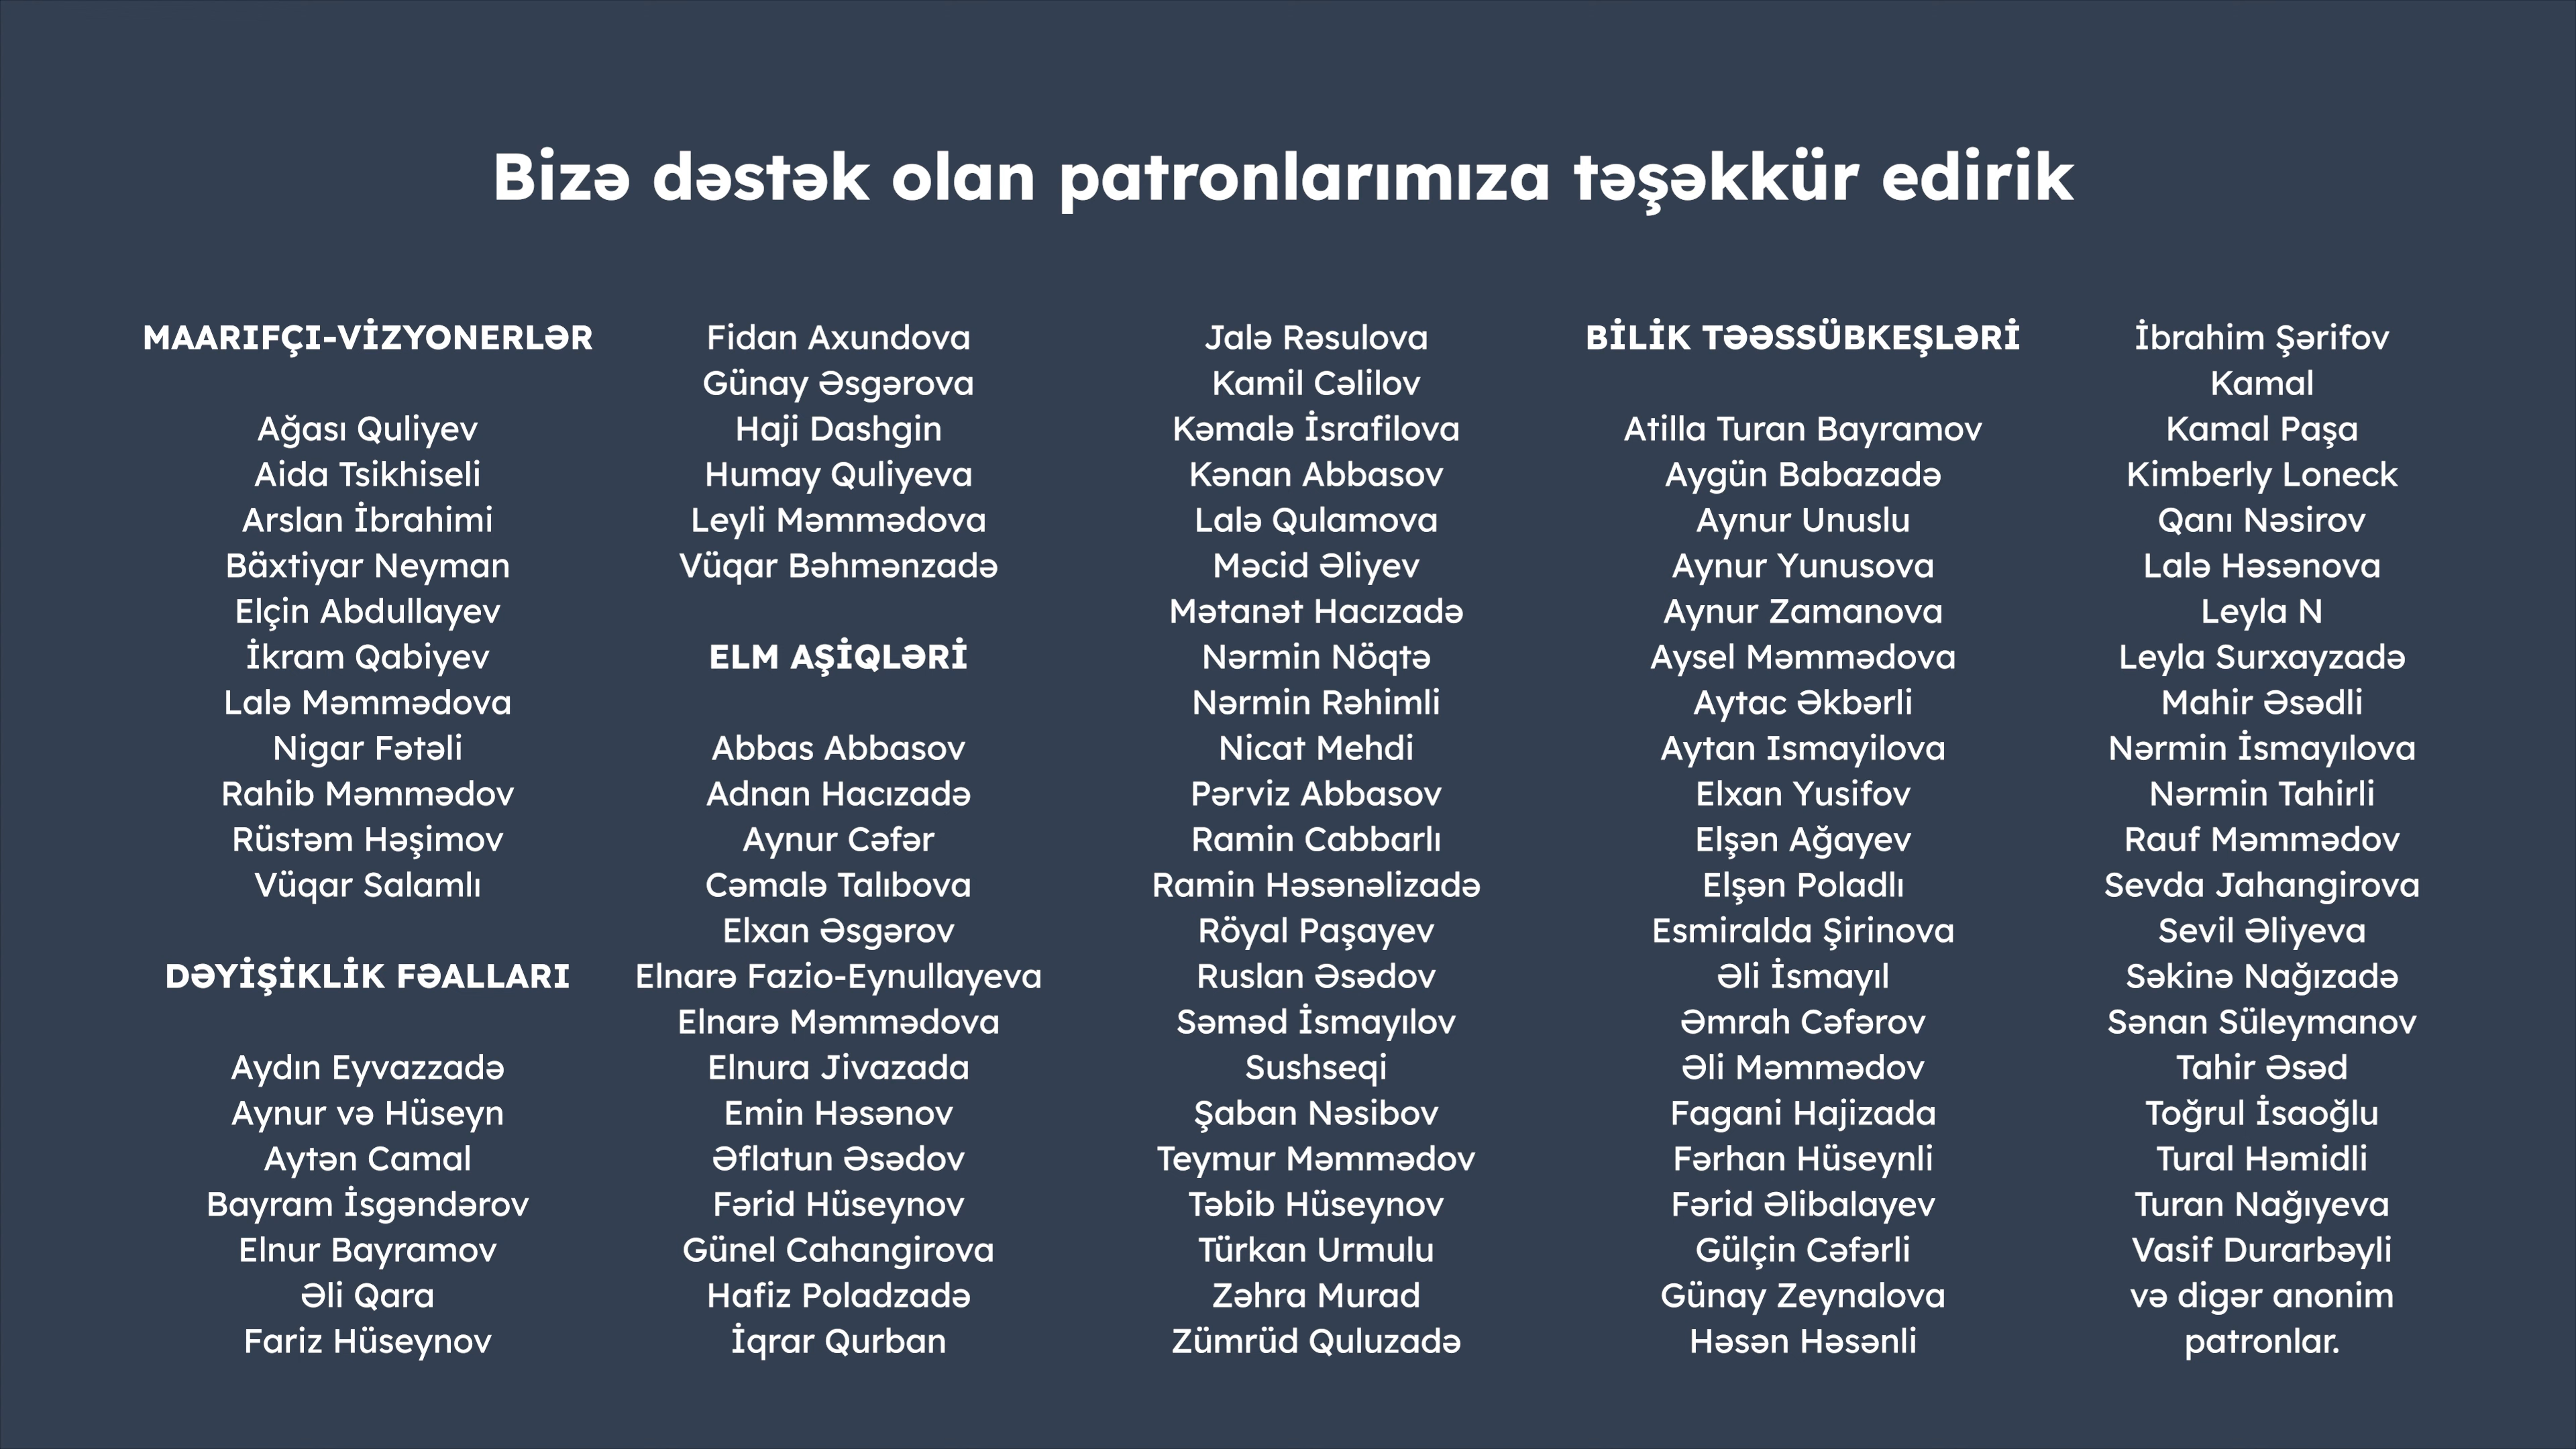 Bizə dəstək olan patronlarımıza təşəkkür edirik
MAARIFÇI-VİZYONERLƏR
Ağası Quliyev
Aida Tsikhiseli
Arslan İbrahimi
Bäxtiyar Neyman
Elçin Abdullayev
İkram Qabiyev
Lalə Məmmədova
Nigar Fətəli
Rahib Məmmədov
Rüstəm Həşimov
Vüqar Salamlı
DƏYİŞİKLİK FƏALLARI
Aydın Eyvazzadə
Aynur və Hüseyn
Aytən Camal
Bayram İsgəndərov
Elnur Bayramov
Əli Qara
Fariz Hüseynov
Fidan Axundova
Günay Əsgərova
Haji Dashgin
Humay Quliyeva
Leyli Məmmədova
Vüqar Bəhmənzadə
ELM AŞİQLƏRİ
Abbas Abbasov
Adnan Hacızadə
Aynur Cəfər
Cəmalə Talıbova
Elxan Əsgərov
Elnarə Fazio-Eynullayeva
Elnarə Məmmədova
Elnura Jivazada
Emin Həsənov
Əflatun Əsədov
Fərid Hüseynov
Günel Cahangirova
Hafiz Poladzadə
İqrar Qurban
Jalə Rəsulova
Kamil Cəlilov
Kəmalə İsrafilova
Kənan Abbasov
Lalə Qulamova
Məcid Əliyev
Mətanət Hacızadə
Nərmin Nöqtə
Nərmin Rəhimli
Nicat Mehdi
Pərviz Abbasov
Ramin Cabbarlı
Ramin Həsənəlizadə
Röyal Paşayev
Ruslan Əsədov
Səməd İsmayılov
Sushseqi
Şaban Nəsibov
Teymur Məmmədov
Təbib Hüseynov
Türkan Urmulu
Zəhra Murad
Zümrüd Quluzadə
BİLİK TƏƏSSÜBKEŞLƏRİ
Atilla Turan Bayramov
Aygün Babazadə
Aynur Unuslu
Aynur Yunusova
Aynur Zamanova
Aysel Məmmədova
Aytac Əkbərli
Aytan Ismayilova
Elxan Yusifov
Elşən Ağayev
Elşən Poladlı
Esmiralda Şirinova
Əli İsmayıl
Əmrah Cəfərov
Əli Məmmədov
Fagani Hajizada
Fərhan Hüseynli
Fərid Əlibalayev
Gülçin Cəfərli
Günay Zeynalova
Həsən Həsənli
İbrahim Şərifov
Kamal
Kamal Paşa
Kimberly Loneck
Qanı Nəsirov
Lalə Həsənova
Leyla N
Leyla Surxayzadə
Mahir Əsədli
Nərmin İsmayılova
Nərmin Tahirli
Rauf Məmmədov
Sevda Jahangirova
Sevil Əliyeva
Səkinə Nağızadə
Sənan Süleymanov
Tahir Əsəd
Toğrul İsaoğlu
Tural Həmidli
Turan Nağıyeva
Vasif Durarbəyli
və digər anonim
patronlar.